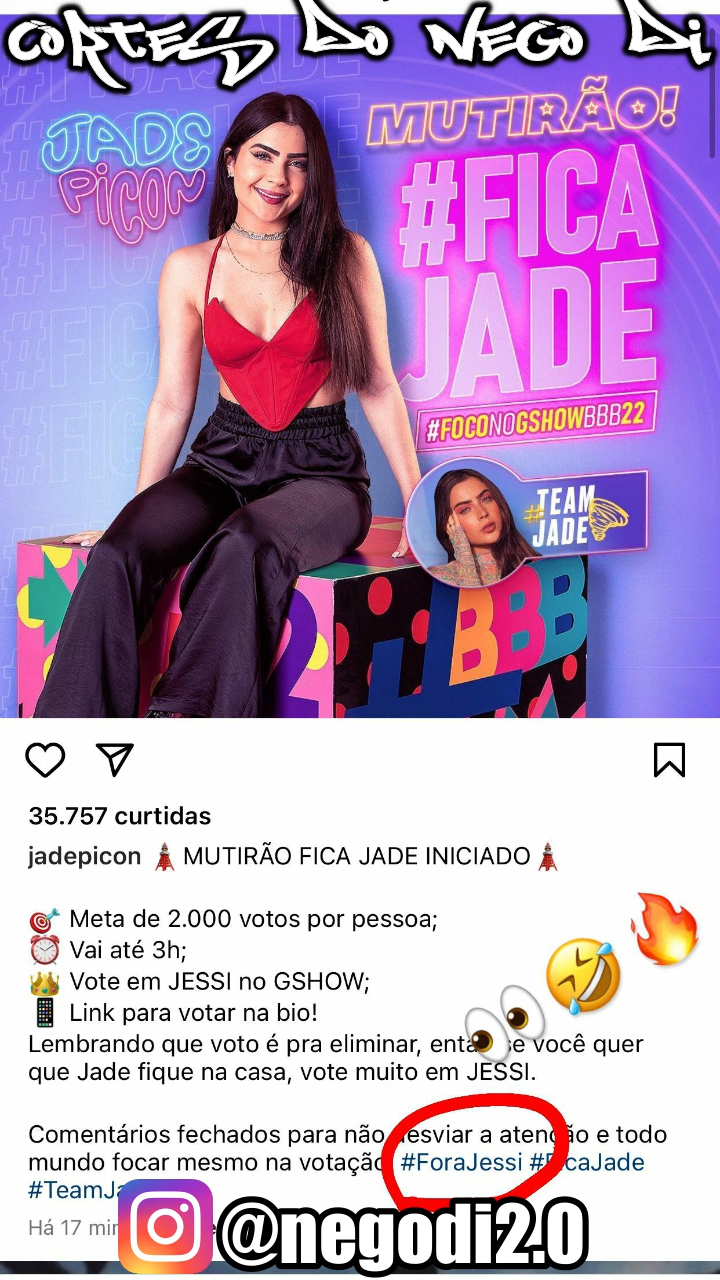 CORTES DO NEGO DI
JADE
PICON
MUTIRÃO!
#FICA
JADE
#FOCONOGSHOWBBB22
#TEAM
JADE
BBB
2
35.757 curtidas
jadepicon 🗼 MUTIRÃO FICA JADE INICIADO 🗼
🎯 Meta de 2.000 votos por pessoa;
⏰ Vai até 3h;
👑 Vote em JESSI no GSHOW;
📱 Link para votar na bio!
Lembrando que voto é pra eliminar, você quer
que Jade fique na casa, vote muito em JESSI.
Comentários fechados para não desviar a atenção e todo
mundo focar mesmo na votação #ForaJessi #FicaJade
Há 17
@negodi2.0